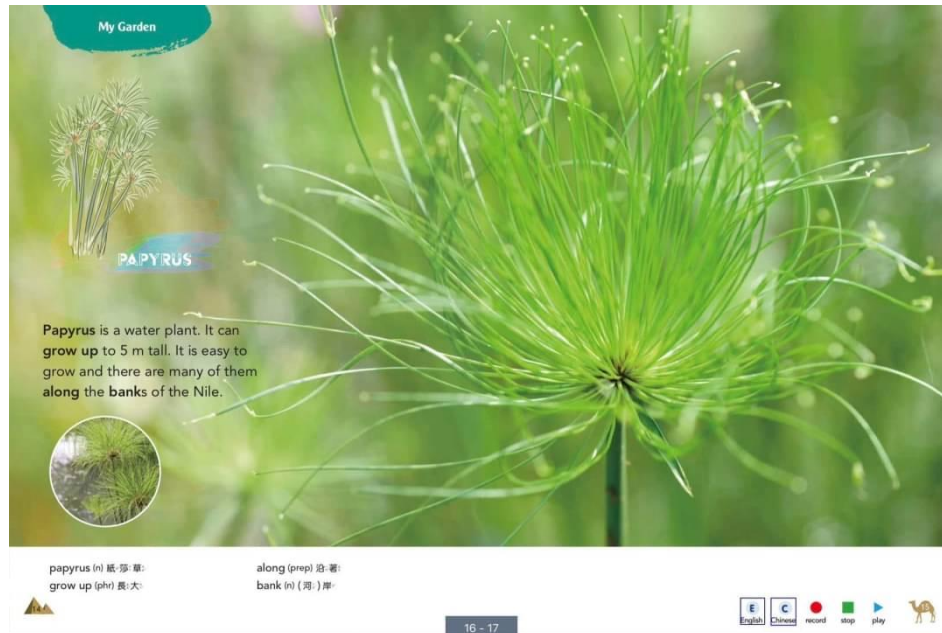 My Garden
PAPYRUS
Papyrus is a water plant. It can
grow up to 5 m tall. It is easy to
grow and there are many of them
along the banks of the Nile.
papyrus (n) 紙莎草
grow up (phr) 長大
along (prep) 沿著
bank (n) (河)岸
14
E
English
C
Chinese
record
stop
play
16 - 17